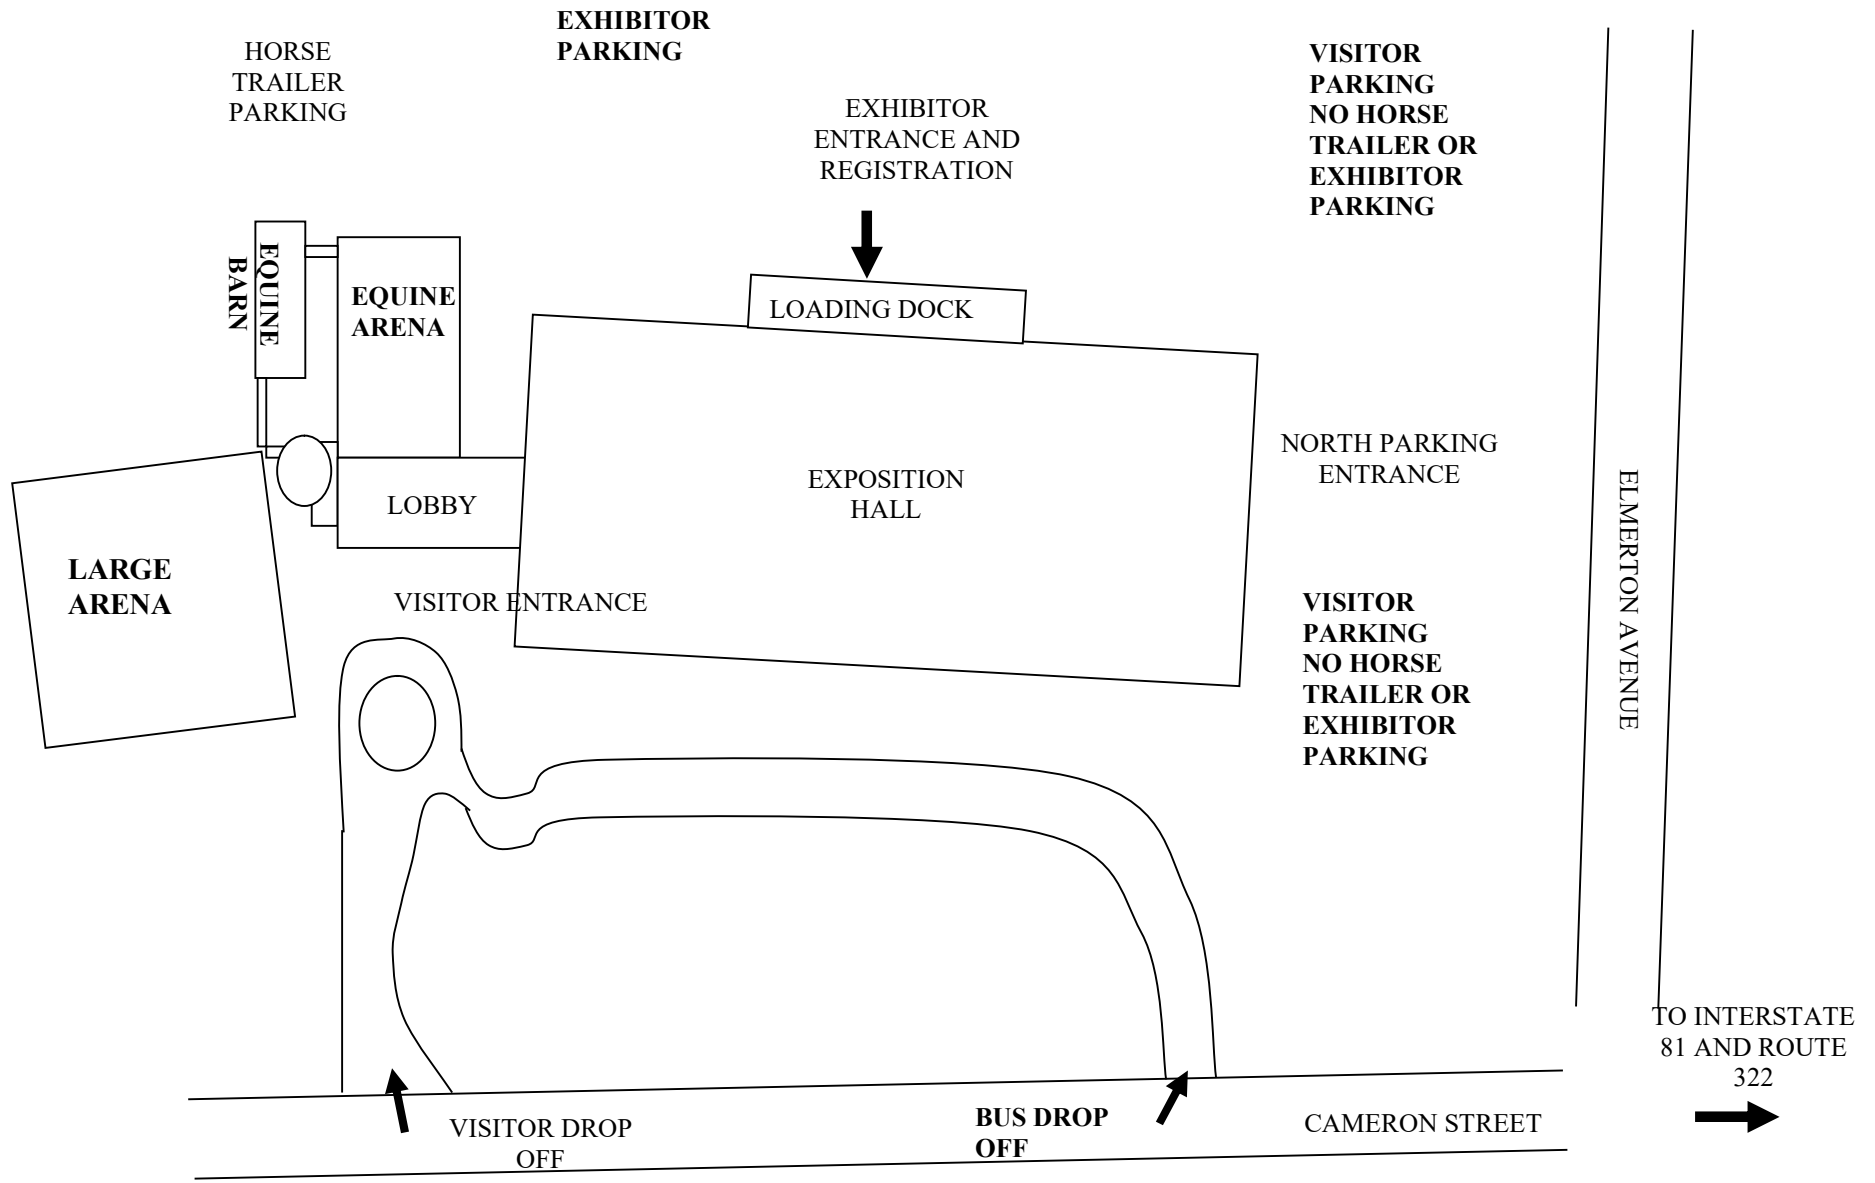 EXHIBITOR
PARKING
HORSE
TRAILER
PARKING
VISITOR
PARKING
NO HORSE
TRAILER OR
EXHIBITOR
PARKING
EXHIBITOR
ENTRANCE AND
REGISTRATION
EQUINE
BARN
EQUINE
ARENA
LOADING DOCK
NORTH PARKING
ENTRANCE
EXPOSITION
HALL
LOBBY
ELMERTON AVENUE
LARGE
ARENA
VISITOR ENTRANCE
VISITOR
PARKING
NO HORSE
TRAILER OR
EXHIBITOR
PARKING
TO INTERSTATE
81 AND ROUTE
322
VISITOR DROP
OFF
BUS DROP
OFF
CAMERON STREET